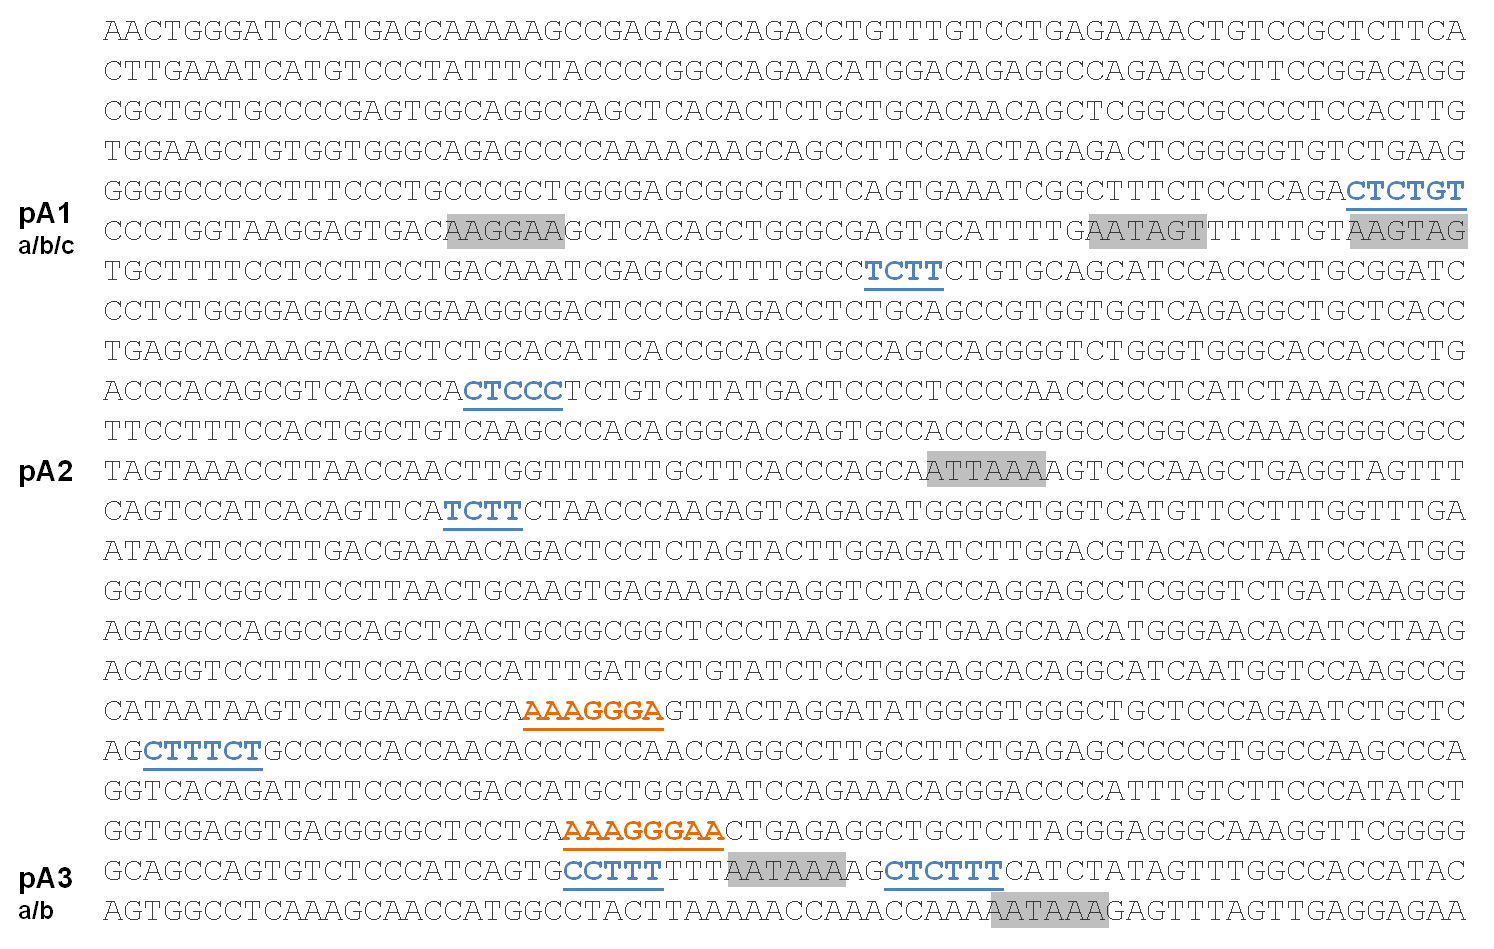 AACTGGGATCCATGAGCAAAAAGCCGAGAGCCAGACCTGTTTGTCCTGAGAAAACTGTCCGCTCTTCA
CTTGAAATCATGTCCCTATTTCTACCCCGGCCAGAACATGGACAGAGGCCAGAAGCCTTCCGGACAGG
CGCTGCTGCCCCGAGTGGCAGGCCAGCTCACACTCTGCTGCACAACAGCTCGGCCGCCCCTCCACTTG
TGGAAGCTGTGGTGGGCAGAGCCCCAAAACAAGCAGCCTTCCAACTAGAGACTCGGGGGTGTCTGAAG
GGGGCCCCCTTTCCCTGCCCGCTGGGGAGCGGCGTCTCAGTGAAATCGGCTTTCTCCTCAGACTCTGT
pA1
a/b/c
CCCTGGTAAGGAGTGACAAGGAAGCTCACAGCTGGGCGAGTGCATTTTGAATAGTTTTTTGTAAGTAG
TGCTTTTCCTCCTTCCTGACAAATCGAGCGCTTTGGCCTCTTCTGTGCAGCATCCACCCCTGCGGATC
CCTCTGGGGAGGACAGGAAGGGGACTCCCGGAGACCTCTGCAGCCGTGGTGGTCAGAGGCTGCTCACC
TGAGCACAAAGACAGCTCTGCACATTCACCGCAGCTGCCAGCCAGGGGTCTGGGTGGGCACCACCCTG
ACCCACAGCGTCACCCCACTCCCTCTGTCTTATGACTCCCCTCCCCAACCCCCTCATCTAAAGACACC
TTCCTTTCCACTGGCTGTCAAGCCCACAGGGCACCAGTGCCACCCAGGGCCCGGCACAAAGGGGCGCC
pA2
TAGTAAACCTTAACCAACTTGGTTTTTTGCTTCACCCAGCAATTAAAAGTCCCAAGCTGAGGTAGTTT
CAGTCCATCACAGTTCATCTTCTAACCCAAGAGTCAGAGATGGGGCTGGTCATGTTCCTTTGGTTTGA
ATAACTCCCTTGACGAAAACAGACTCCTCTAGTACTTGGAGATCTTGGACGTACACCTAATCCCATGG
GGCCTCGGCTTCCTTAACTGCAAGTGAGAAGAGGAGGTCTACCCAGGAGCCTCGGGTCTGATCAAGGG
AGAGGCCAGGCGCAGCTCACTGCGGCGGCTCCCTAAGAAGGTGAAGCAACATGGGAACACATCCTAAG
ACAGGTCCTTTCTCCACGCCATTTGATGCTGTATCTCCTGGGAGCACAGGCATCAATGGTCCAAGCCG
CATAATAAGTCTGGAAGAGCAAAAGGGAGTTACTAGGATATGGGGTGGGCTGCTCCCAGAATCTGCTC
AGCTTTCTGCCCCCACCAACACCCTCCAACCAGGCCTTGCCTTCTGAGAGCCCCCGTGGCCAAGCCCA
GGTCACAGATCTTCCCCCGACCATGCTGGGAATCCAGAAACAGGGACCCCATTTGTCTTCCCATATCT
GGTGGAGGTGAGGGGGCTCCTCAAAAGGGAACTGAGAGGCTGCTCTTAGGGAGGGCAAAGGTTCGGGG
pA3
a/b
GCAGCCAGTGTCTCCCATCAGTGCCTTTTTTAATAAAAGCTCTTTCATCTATAGTTTGGCCACCATAC
AGTGGCCTCAAAGCAACCATGGCCTACTTAAAAACCAAACCAAAAATAAAGAGTTTAGTTGAGGAGAA